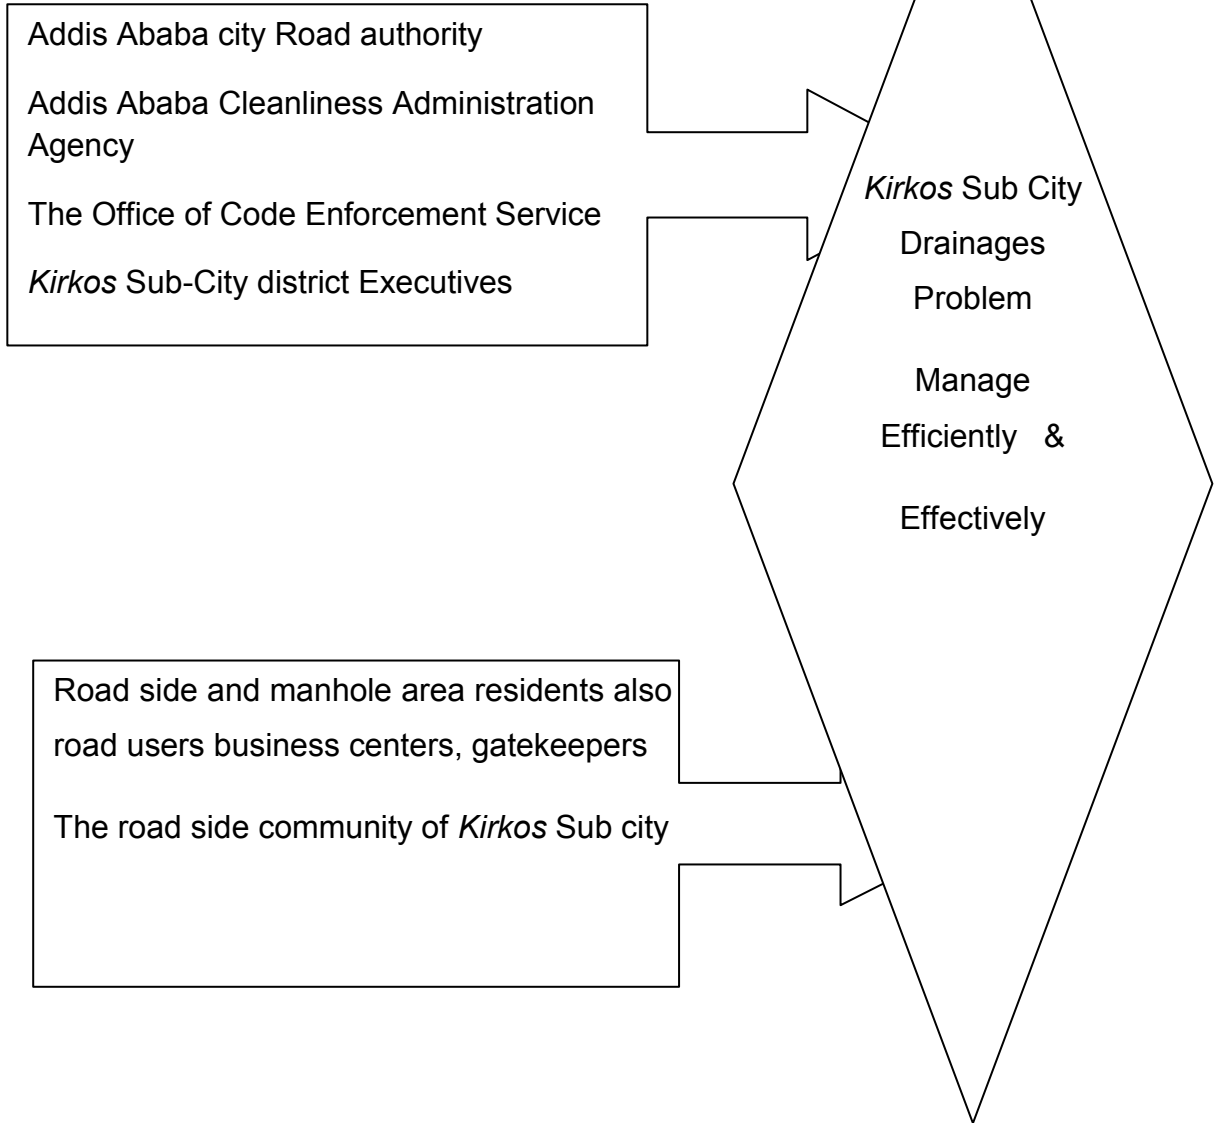 Addis Ababa city Road authority
Addis Ababa Cleanliness Administration
Agency
The Office of Code Enforcement Service
Kirkos Sub-City district Executives
Kirkos Sub City
Drainages
Problem
Manage
Efficiently &
Effectively
Road side and manhole area residents also
road users business centers, gatekeepers
The road side community of Kirkos Sub city